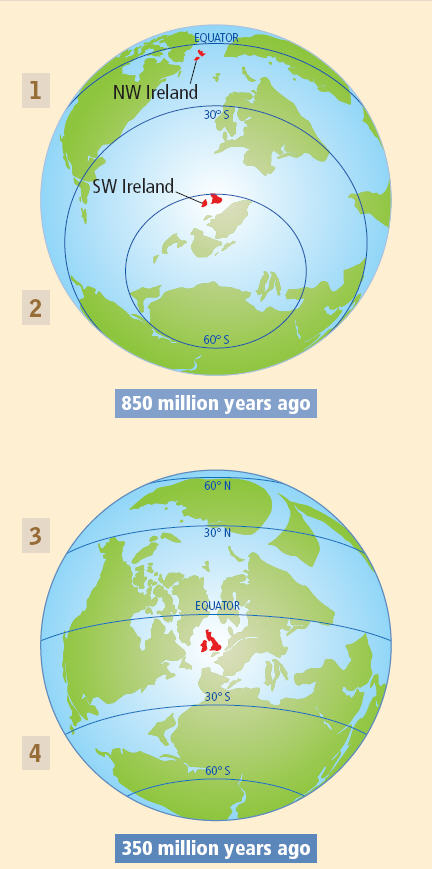 EQUATOR
1
NW Ireland
30° S
SW Ireland
2
60° S
850 million years ago
60° N
3
30° N
EQUATOR
30° S
4
60° S
350 million years ago